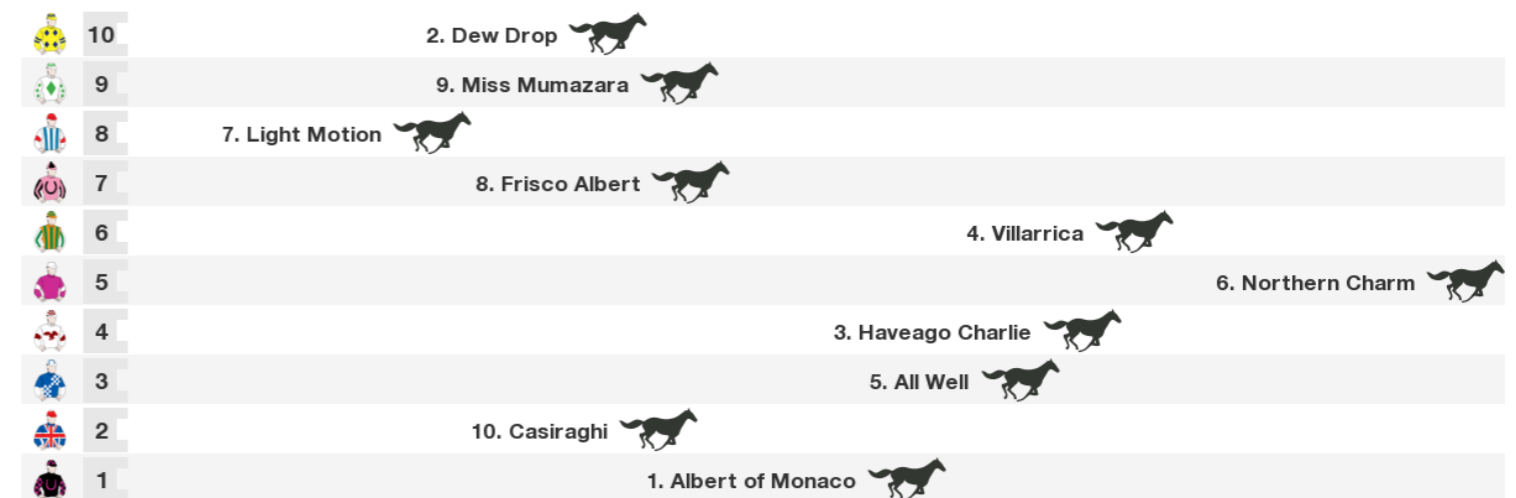 10 2. Dew Drop
9 9. Miss Mumazara
8 7. Light Motion
7 8. Frisco Albert
6 4. Villarrica
5 6. Northern Charm
4 3. Haveago Charlie
3 5. All Well
2 10. Casiraghi
1 1. Albert of Monaco